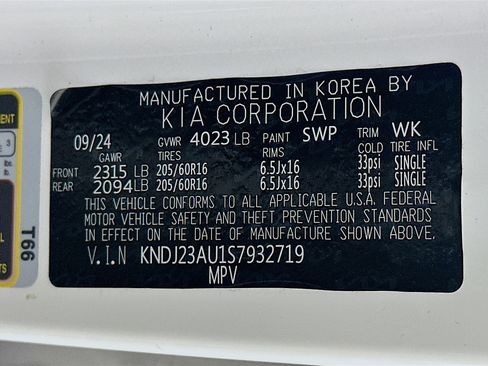 MANUFACTURED IN KOREA BY
KIA CORPORATION
09/24 GVWR 4023 LB PAINT SWP TRIM WK
GAWR TIRES RIMS COLD TIRE INFL
FRONT 2315 LB 205/60R16 6.5Jx16 33psi SINGLE
REAR 2094 LB 205/60R16 6.5Jx16 33psi SINGLE
THIS VEHICLE CONFORMS TO ALL APPLICABLE U.S.A. FEDERAL
MOTOR VEHICLE SAFETY AND THEFT PREVENTION STANDARDS
IN EFFECT ON THE DATE OF MANUFACTURE SHOWN ABOVE.
V.I.N KNDJ23AU1S7932719
MPV
T66
3
lbs.